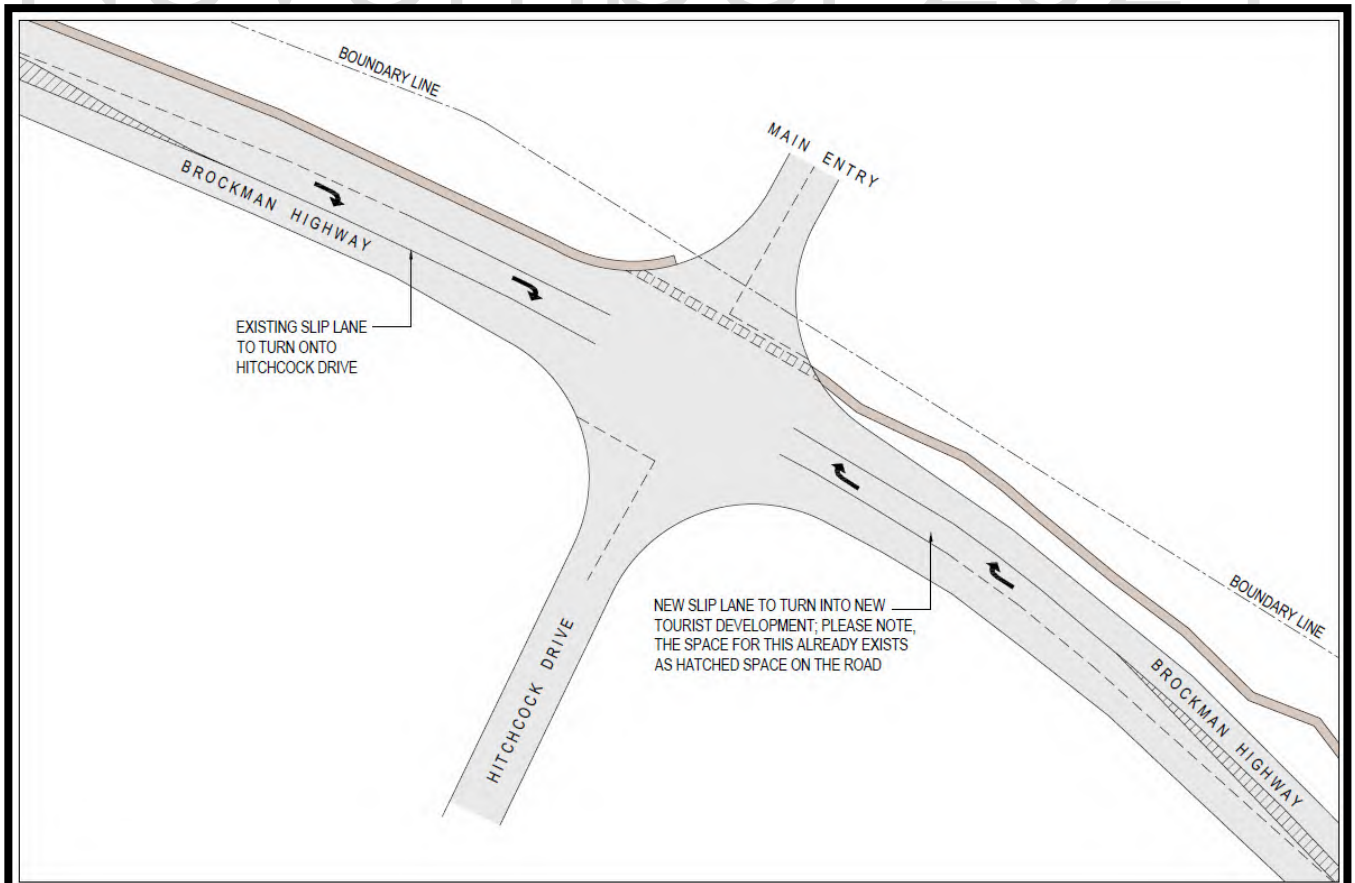 BOUNDARY LINE
MAIN ENTRY
BROCKMAN HIGHWAY
EXISTING SLIP LANE
TO TURN ONTO
HITCHCOCK DRIVE
BOUNDARY LINE
NEW SLIP LANE TO TURN INTO NEW
TOURIST DEVELOPMENT; PLEASE NOTE,
THE SPACE FOR THIS ALREADY EXISTS
AS HATCHED SPACE ON THE ROAD
HITCHCOCK DRIVE
BROCKMAN HIGHWAY